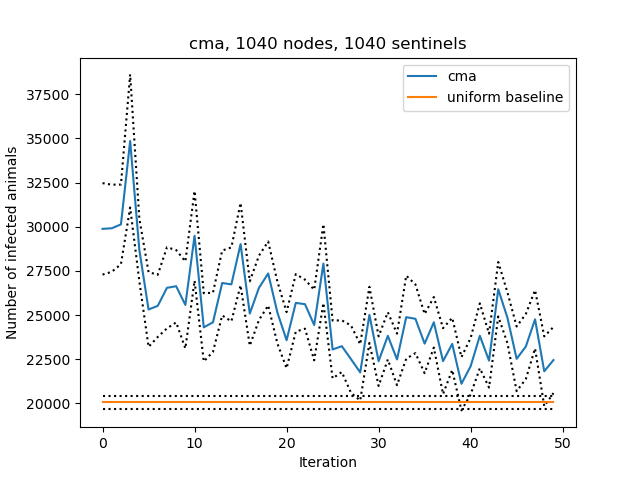 cma, 1040 nodes, 1040 sentinels
cma
uniform baseline
Number of infected animals
37500
35000
32500
30000
27500
25000
22500
20000
0 10 20 30 40 50
Iteration